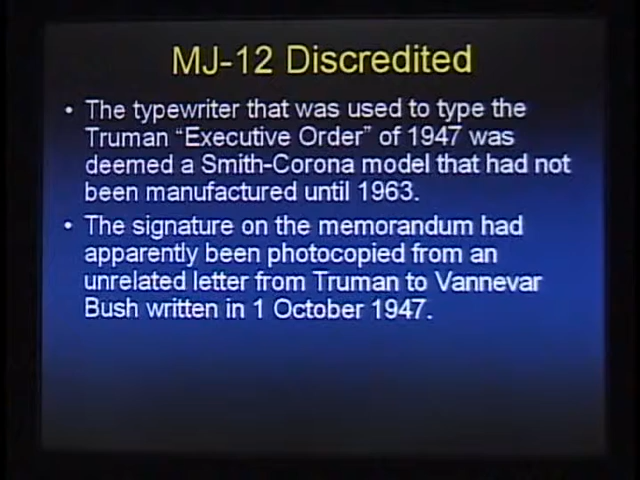 MJ-12 Discredited
• The typewriter that was used to type the
Truman “Executive Order” of 1947 was
deemed a Smith-Corona model that had not
been manufactured until 1963.
• The signature on the memorandum had
apparently been photocopied from an
unrelated letter from Truman to Vannevar
Bush written in 1 October 1947.